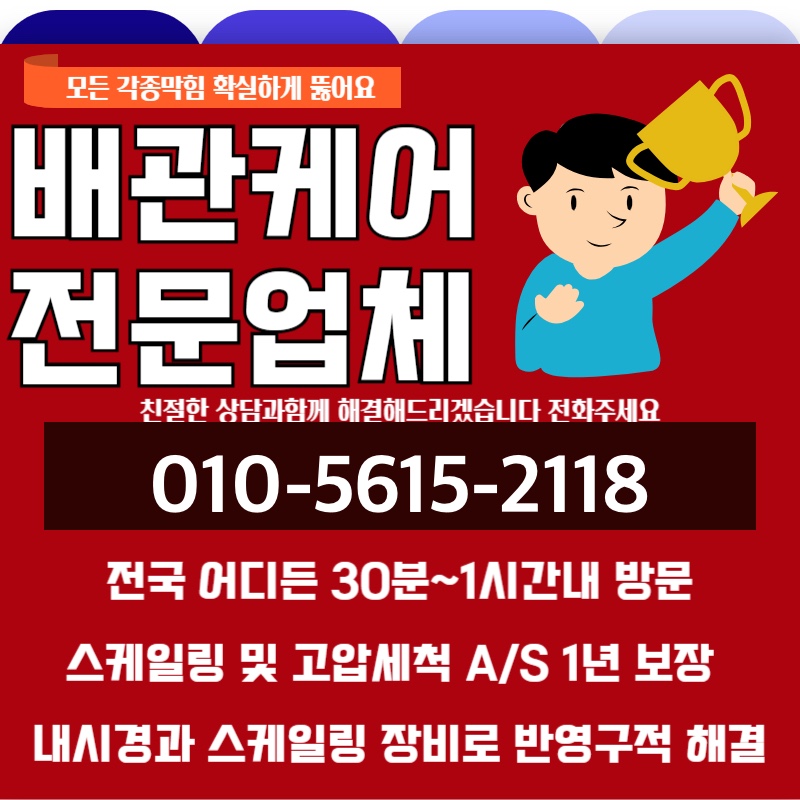 모든 각종막힘 확실하게 뚫어요
배관케어
전문업체
친절한 상담과함께 해결해드리겠습니다 전화주세요
010-5615-2118
전국 어디든 30분~1시간내 방문
스케일링 및 고압세척 A/S 1년 보장
내시경과 스케일링 장비로 반영구적 해결